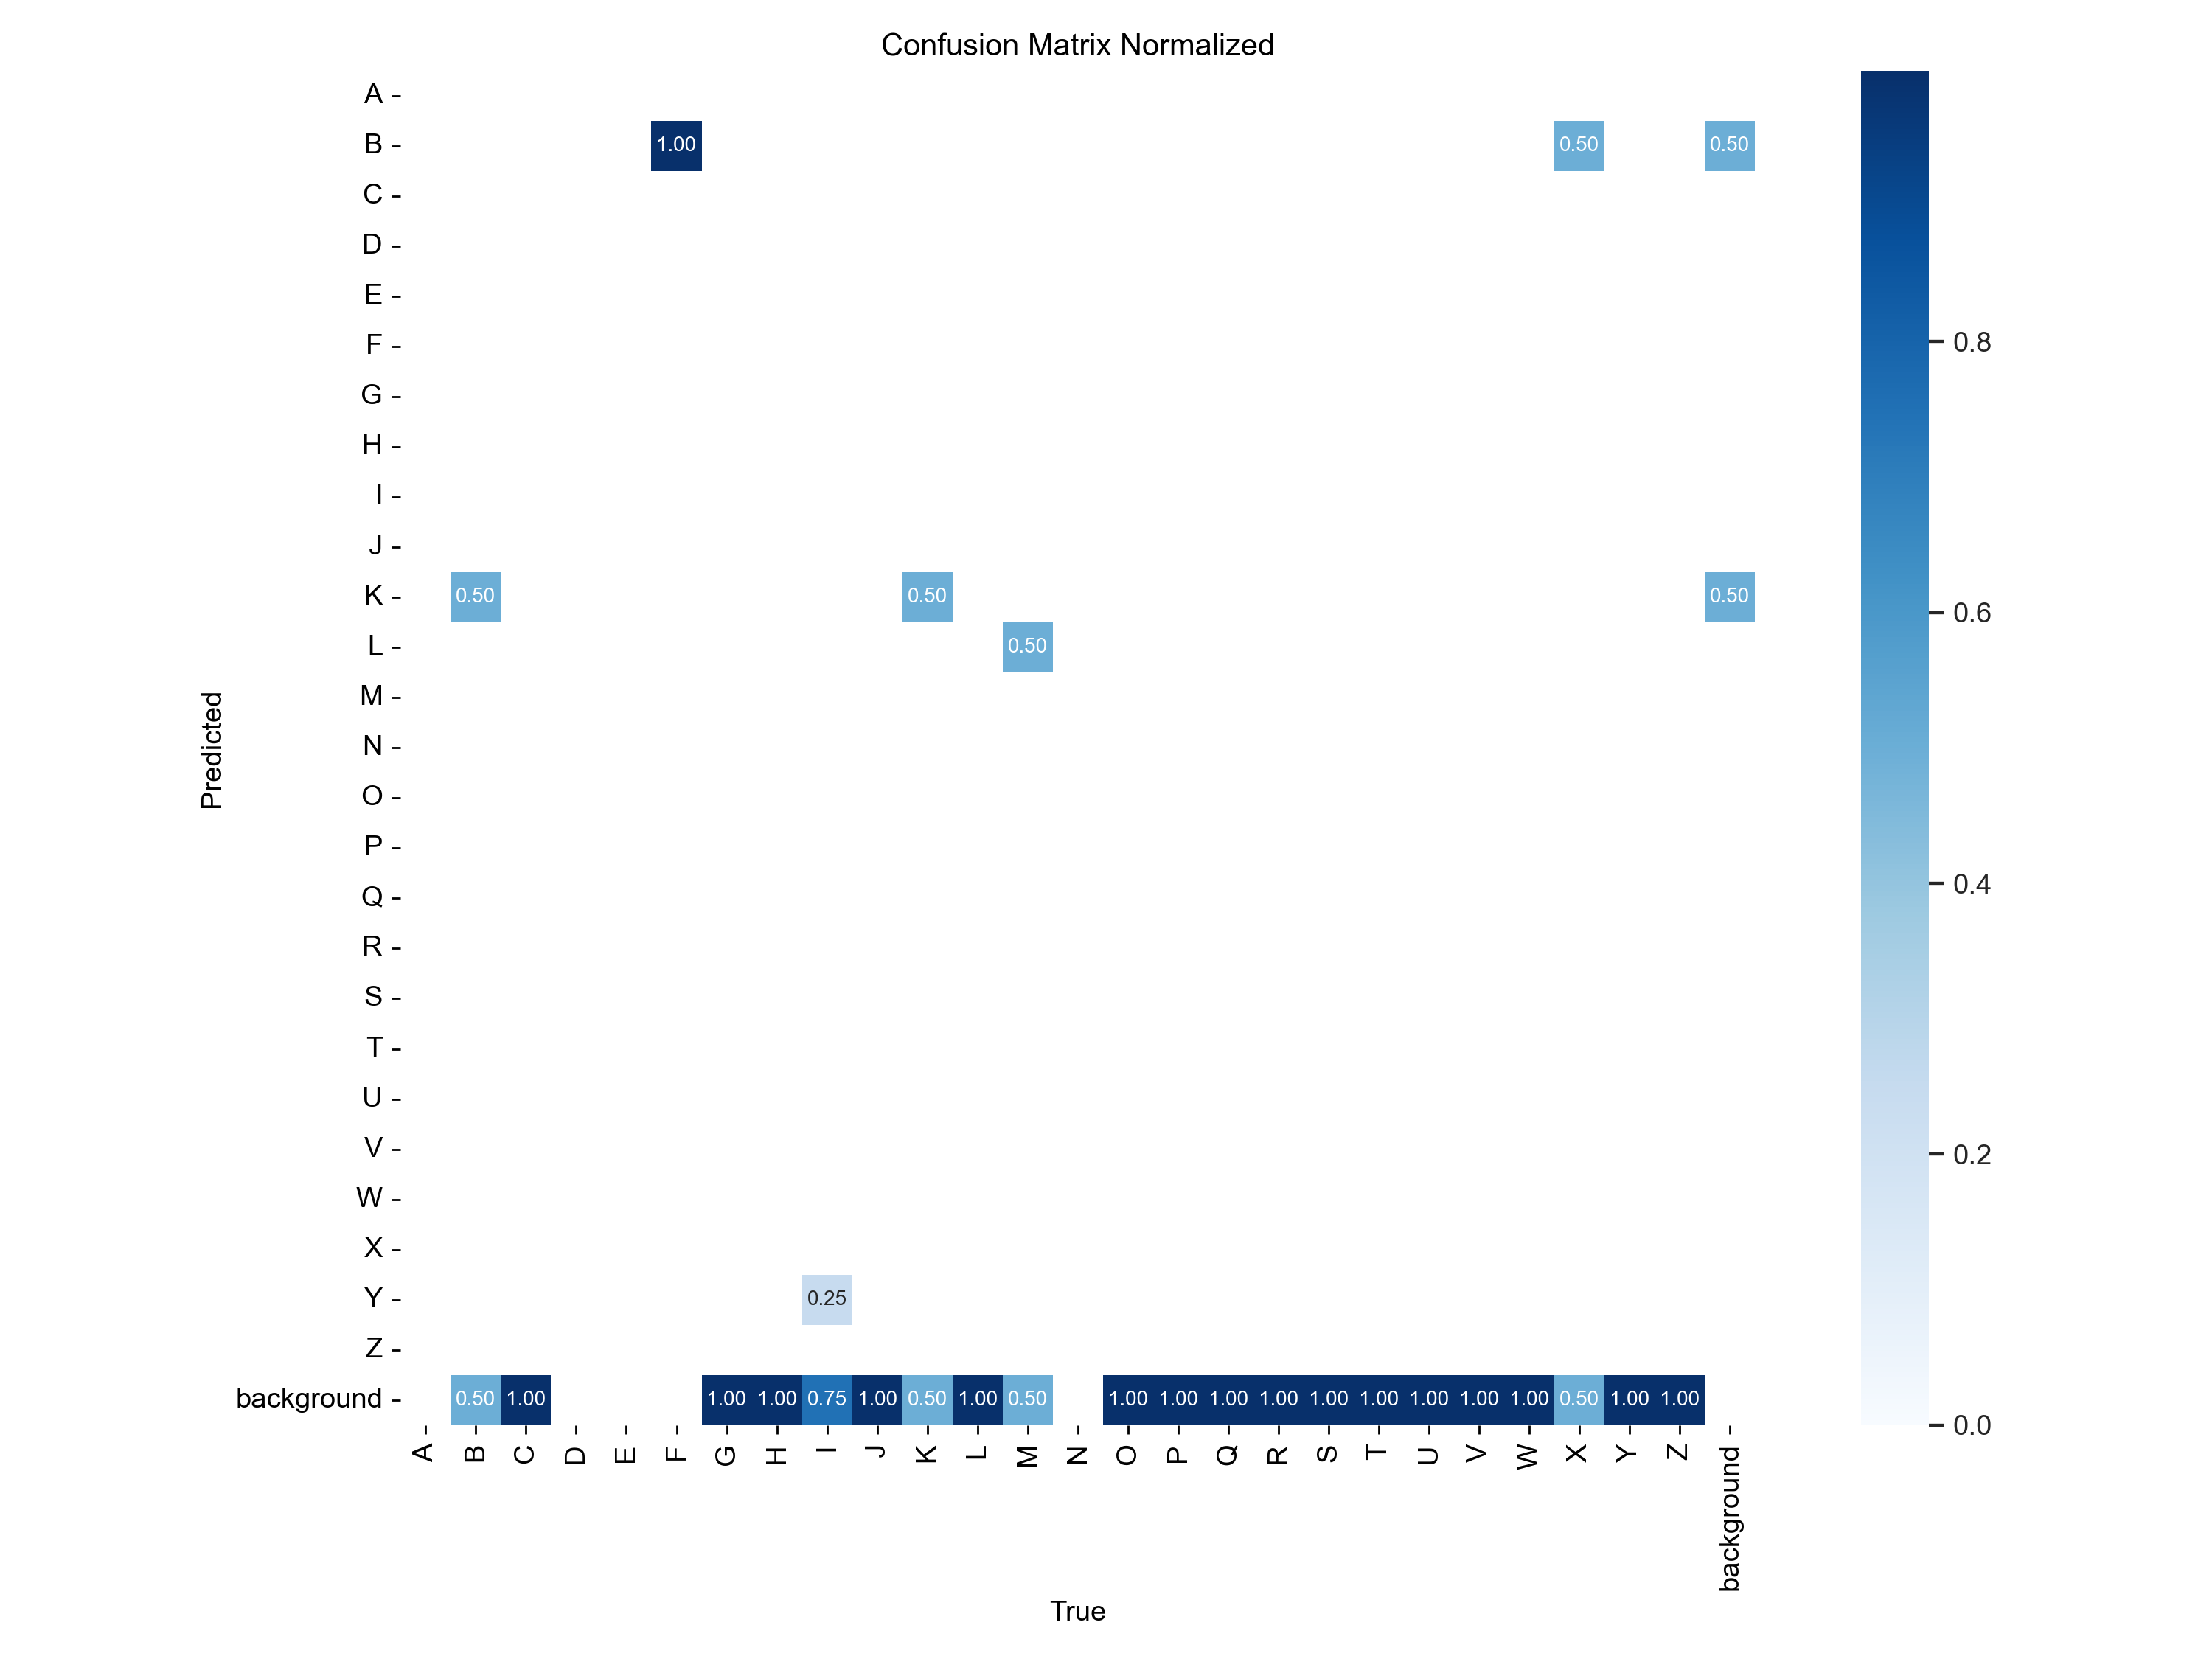 Confusion Matrix Normalized
A
B 1.00 0.50 0.50
C
D
E
F
G
H
I
J
K 0.50 0.50 0.50
L 0.50
M
N
O
P
Q
R
S
T
U
V
W
X
Y 0.25
Z
background 0.50 1.00 1.00 1.00 0.75 1.00 0.50 1.00 0.50 1.00 1.00 1.00 1.00 1.00 1.00 1.00 1.00 1.00 0.50 1.00 1.00
A B C D E F G H I J K L M N O P Q R S T U V W X Y Z background
True
Predicted
0.8
0.6
0.4
0.2
0.0